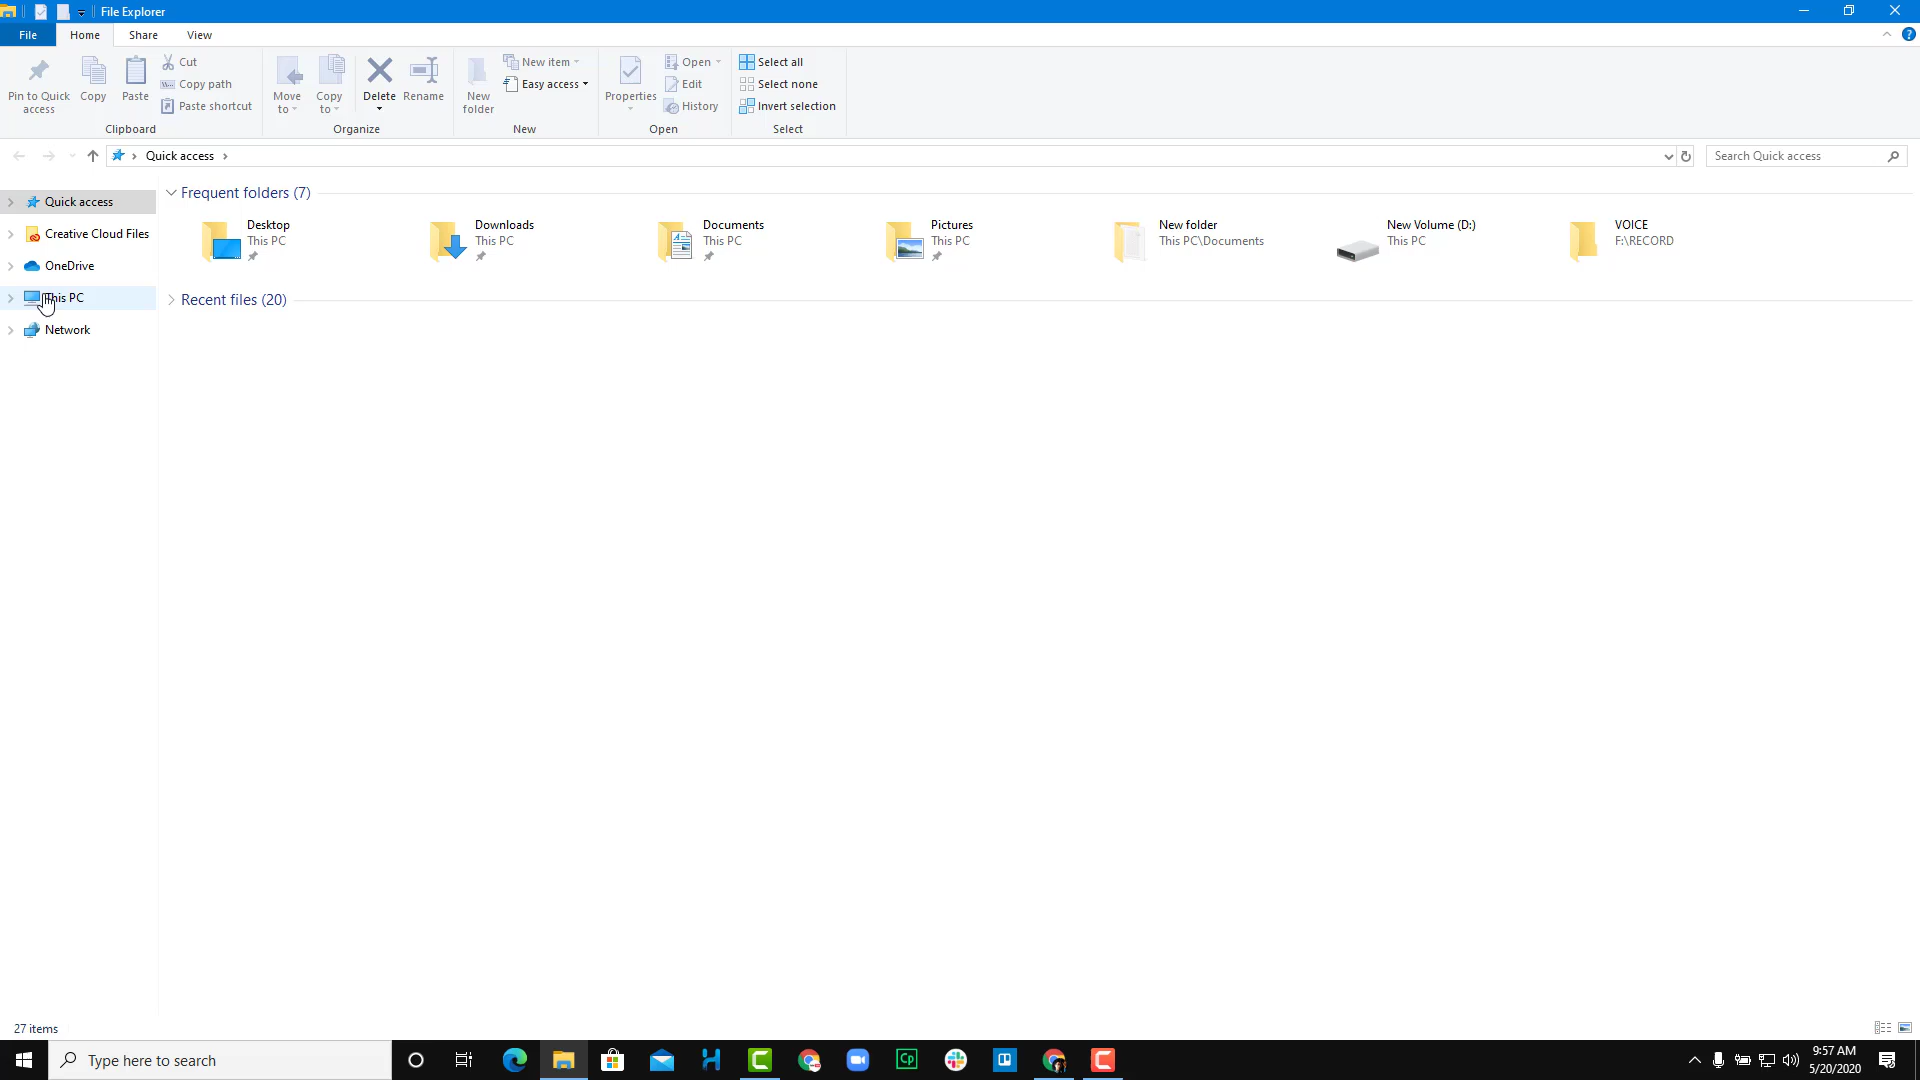 File Explorer
File Home Share View
Pin to Quick access
Copy
Paste
Cut
Copy path
Paste shortcut
Clipboard
Move to
Copy to
Delete
Rename
Organize
New folder
New item
Easy access
New
Properties
Open
Edit
History
Open
Select all
Select none
Invert selection
Select
Quick access
Search Quick access
Quick access
Creative Cloud Files
OneDrive
This PC
Network
Frequent folders (7)
Desktop
This PC
Downloads
This PC
Documents
This PC
Pictures
This PC
New folder
This PC\Documents
New Volume (D:)
This PC
VOICE
F:\RECORD
Recent files (20)
27 items
Type here to search
Cp
9:57 AM
5/20/2020